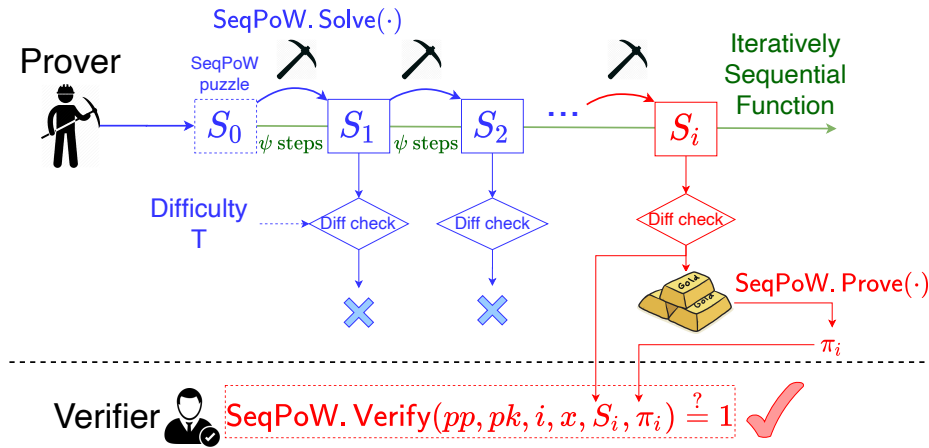 SeqPoW. Solve(·)
Prover
SeqPoW
puzzle
Iteratively
Sequential
Function
S₀
S₁
S₂
...
Sᵢ
ψ steps
ψ steps
Difficulty
T
Diff check
Diff check
Diff check
Gold
Gold
SeqPoW. Prove(·)
πᵢ
Verifier
SeqPoW. Verify(pp, pk, i, x, Sᵢ, πᵢ) ≟ 1